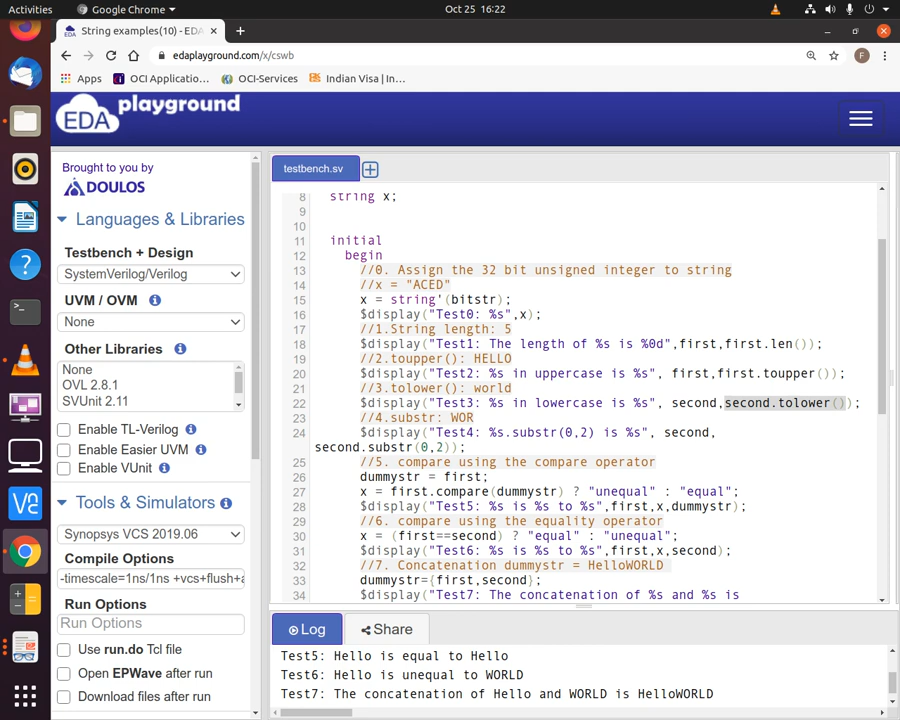 Activities
Google Chrome
Oct 25 16:22
String examples(10) - ED
edaplayground.com/x/cswb
F
Apps
OCI Applicatio...
OCI-Services
Indian Visa | In...
EDA playground
Brought to you by
DOULOS
Languages & Libraries
Testbench + Design
SystemVerilog/Verilog
UVM / OVM
None
Other Libraries
None
OVL 2.8.1
SVUnit 2.11
Enable TL-Verilog
Enable Easier UVM
Enable VUnit
Tools & Simulators
Synopsys VCS 2019.06
Compile Options
-timescale=1ns/1ns +vcs+flush+a
Run Options
Run Options
Use run.do Tcl file
Open EPWave after run
Download files after run
testbench.sv
8 string x;
9
10
11 initial
12 begin
13 //0. Assign the 32 bit unsigned integer to string
14 //x = "ACED"
15 x = string'(bitstr);
16 $display("Test0: %s",x);
17 //1.String length: 5
18 $display("Test1: The length of %s is %0d",first,first.len());
19 //2.toupper(): HELLO
20 $display("Test2: %s in uppercase is %s", first,first.toupper());
21 //3.tolower(): world
22 $display("Test3: %s in lowercase is %s", second,second.tolower());
23 //4.substr: WOR
24 $display("Test4: %s.substr(0,2) is %s", second,
second.substr(0,2));
25 //5. compare using the compare operator
26 dummystr = first;
27 x = first.compare(dummystr) ? "unequal" : "equal";
28 $display("Test5: %s is %s to %s",first,x,dummystr);
29 //6. compare using the equality operator
30 x = (first==second) ? "equal" : "unequal";
31 $display("Test6: %s is %s to %s",first,x,second);
32 //7. Concatenation dummystr = HelloWORLD
33 dummystr={first,second};
34 $display("Test7: The concatenation of %s and %s is
Log
Share
Test5: Hello is equal to Hello
Test6: Hello is unequal to WORLD
Test7: The concatenation of Hello and WORLD is HelloWORLD